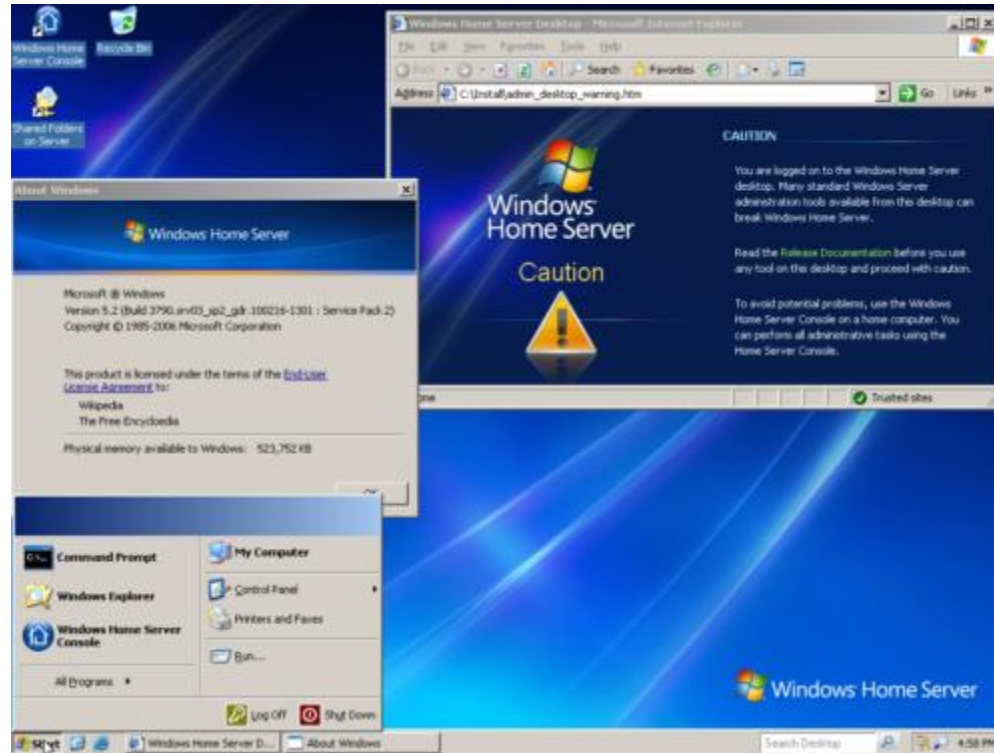 Windows Home Server Console
Recycle Bin
Shared Folders on Server
Windows Home Server Desktop - Microsoft Internet Explorer
File Edit View Favorites Tools Help
Back
Search
Favorites
Address
C:\Install\admin_desktop_warning.htm
Go
Links
Windows
Home Server
Caution
CAUTION
You are logged on to the Windows Home Server
desktop. Many standard Windows Server
administration tools available from this desktop can
break Windows Home Server.
Read the Release Documentation before you use
any tool on this desktop and proceed with caution.
To avoid potential problems, use the Windows
Home Server Console on a home computer. You
can perform all administrative tasks using the
Home Server Console.
Trusted sites
About Windows
Windows Home Server
Microsoft ® Windows
Version 5.2 (Build 3790.srv03_sp2_gdr.100216-1301 : Service Pack 2)
Copyright © 1985-2006 Microsoft Corporation
This product is licensed under the terms of the End-User
License Agreement to:
Wikipedia
The Free Encyclopedia
Physical memory available to Windows: 523,752 KB
Command Prompt
Windows Explorer
Windows Home Server
Console
All Programs
My Computer
Control Panel
Printers and Faxes
Run...
Log Off
Shut Down
Windows Home Server
Start
Windows Home Server D...
About Windows
Search Desktop
4:58 PM